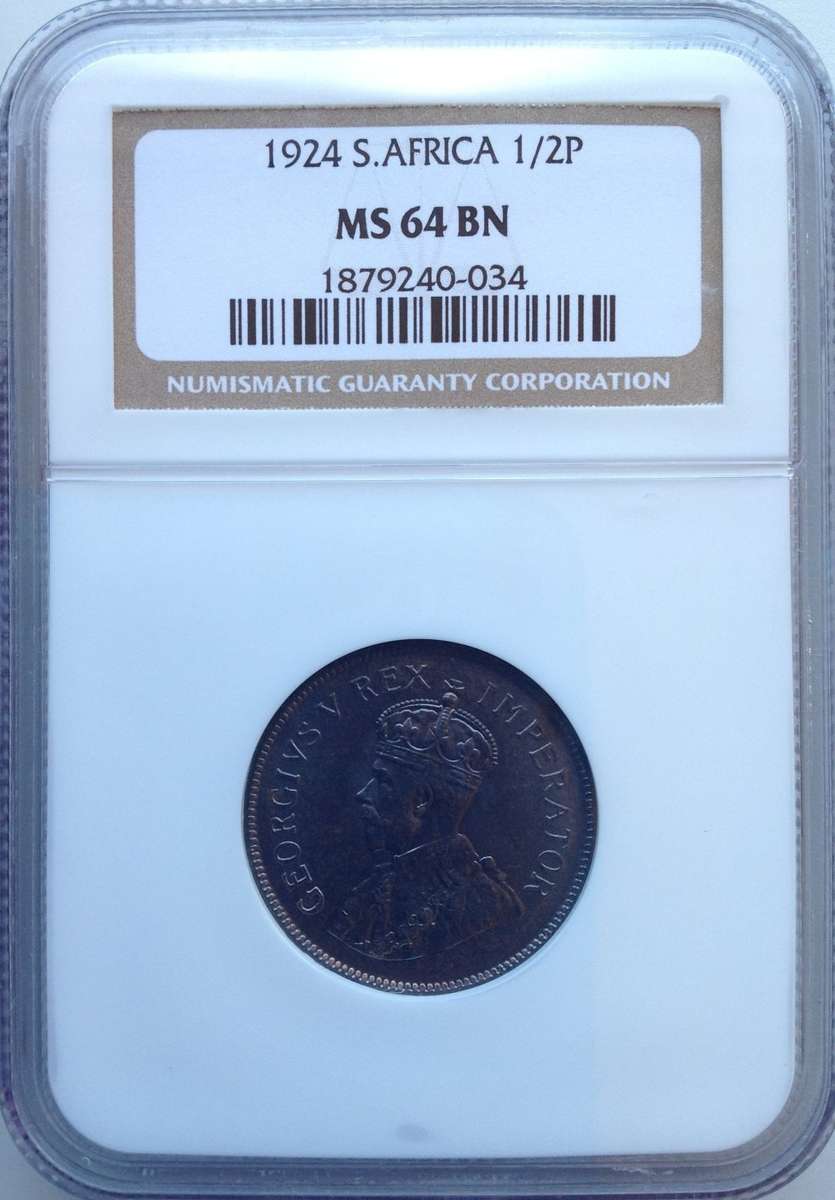 1924 S.AFRICA 1/2P
MS 64 BN
1879240-034
NUMISMATIC GUARANTY CORPORATION
GEORGIVS V REX IMPERATOR